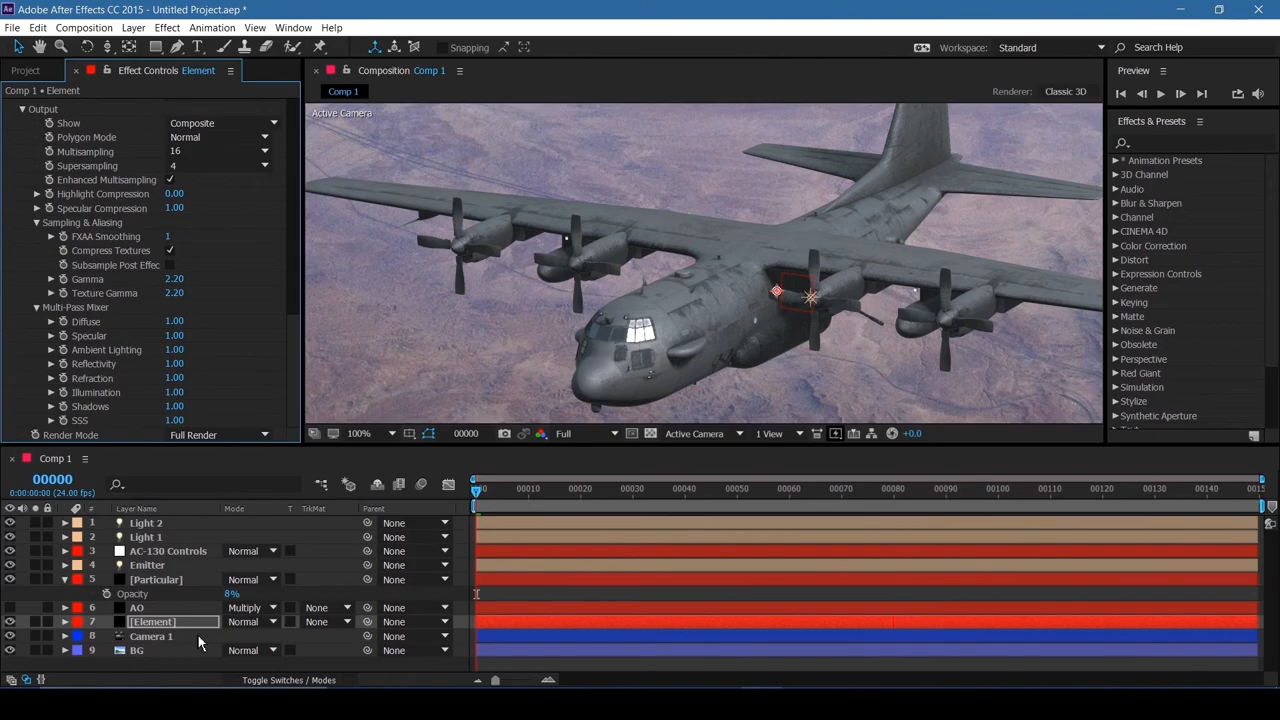 Adobe After Effects CC 2015 - Untitled Project.aep *
File Edit Composition Layer Effect Animation View Window Help
Snapping
Workspace: Standard
Search Help
Project
Effect Controls Element
Composition Comp 1
Preview
Comp 1 • Element
Comp 1
Renderer: Classic 3D
Active Camera
Output
Show Composite
Polygon Mode Normal
Multisampling 16
Supersampling 4
Enhanced Multisampling
Highlight Compression 0.00
Specular Compression 1.00
Sampling & Aliasing
FXAA Smoothing 1
Compress Textures
Subsample Post Effec
Gamma 2.20
Texture Gamma 2.20
Multi-Pass Mixer
Diffuse 1.00
Specular 1.00
Ambient Lighting 1.00
Reflectivity 1.00
Refraction 1.00
Illumination 1.00
Shadows 1.00
SSS 1.00
Render Mode Full Render
100% 00000 Full Active Camera 1 View +0.0
Effects & Presets
* Animation Presets
3D Channel
Audio
Blur & Sharpen
Channel
CINEMA 4D
Color Correction
Distort
Expression Controls
Generate
Keying
Matte
Noise & Grain
Obsolete
Perspective
Red Giant
Simulation
Stylize
Synthetic Aperture
Comp 1
00000
0:00:00:00 (24.00 fps)
# Layer Name Mode T TrkMat Parent
00010 00020 00030 00040 00050 00060 00070 00080 00090 00100 00110 00120 00130 00140
1 Light 2 None
2 Light 1 None
3 AC-130 Controls Normal None
4 Emitter None
5 [Particular] Normal None
Opacity 8%
6 AO Multiply None None
7 [Element] Normal None None
8 Camera 1 None
9 BG Normal None
Toggle Switches / Modes